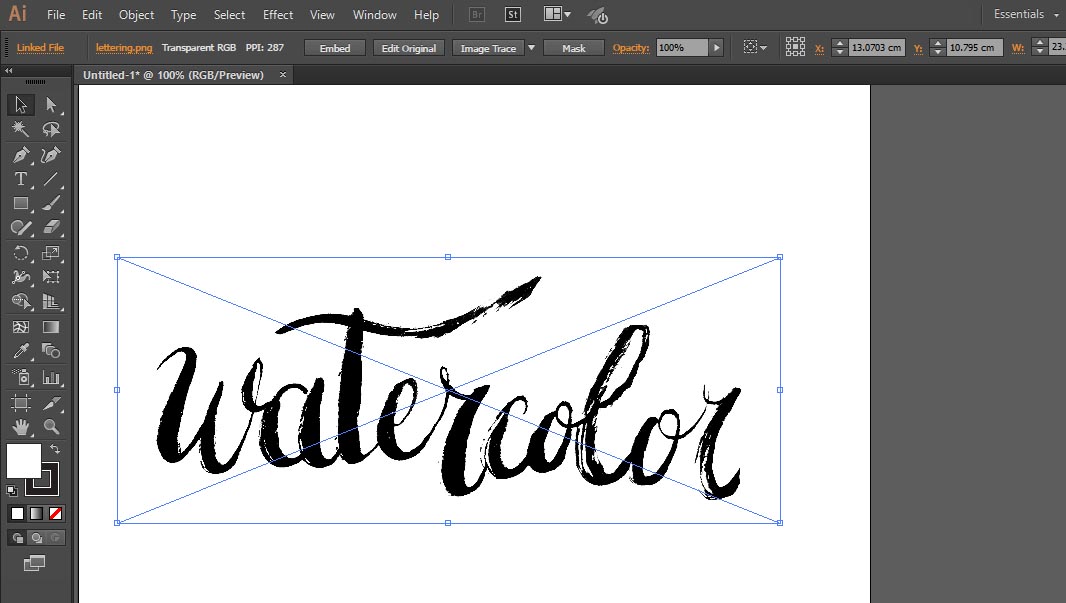 Ai File Edit Object Type Select Effect View Window Help Br St Essentials
Linked File lettering.png Transparent RGB PPI: 287 Embed Edit Original Image Trace Mask Opacity: 100% X: 13.0703 cm Y: 10.795 cm W: 23.
Untitled-1* @ 100% (RGB/Preview) ×
T
watercolor